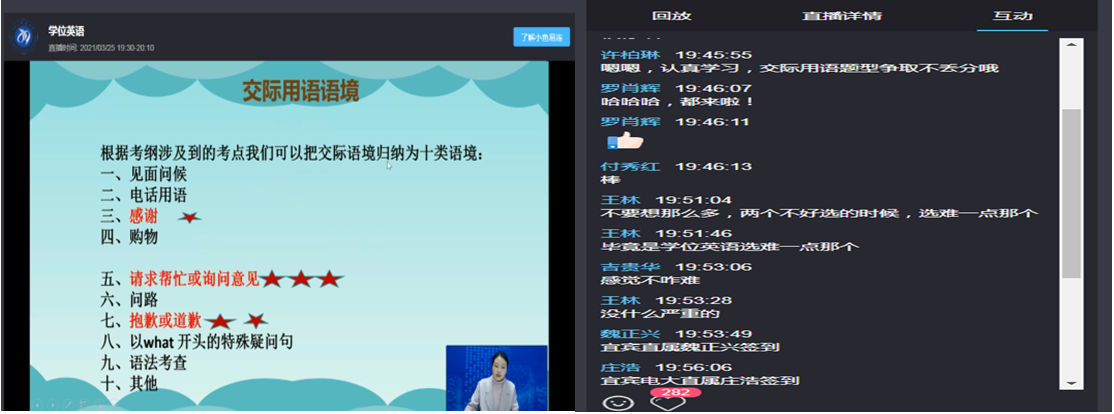 学位英语
直播时间: 2021/03/25 19:30-20:10
了解小鱼易连
交际用语语境
根据考纲涉及到的考点我们可以把交际语境归纳为十类语境：
一、见面问候
二、电话用语
三、感谢
四、购物
五、请求帮忙或询问意见
六、问路
七、抱歉或道歉
八、以what 开头的特殊疑问句
九、语法考查
十、其他
回放 直播详情 互动
许柏琳 19:45:55
嗯嗯，认真学习，交际用语题型争取不丢分哦
罗肖辉 19:46:07
哈哈哈，都来啦！
罗肖辉 19:46:11
付秀红 19:46:13
棒
王林 19:51:04
不要想那么多，两个不好选的时候，选难一点那个
王林 19:51:46
毕竟是学位英语选难一点那个
吉贵华 19:53:06
感觉不咋难
王林 19:53:28
没什么严重的
魏正兴 19:53:49
宜宾直属魏正兴签到
庄浩 19:56:06
宜宾电大直属庄浩签到
282